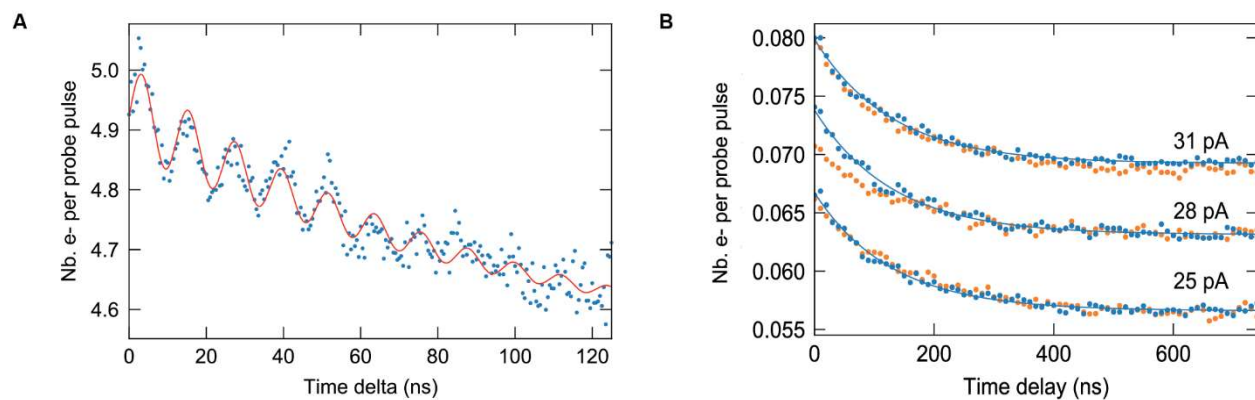 A
Nb. e- per probe pulse
5.0
4.9
4.8
4.7
4.6
0
20
40
60
80
100
120
Time delta (ns)
B
Nb. e- per probe pulse
0.080
0.075
0.070
0.065
0.060
0.055
31 pA
28 pA
25 pA
0
200
400
600
Time delay (ns)